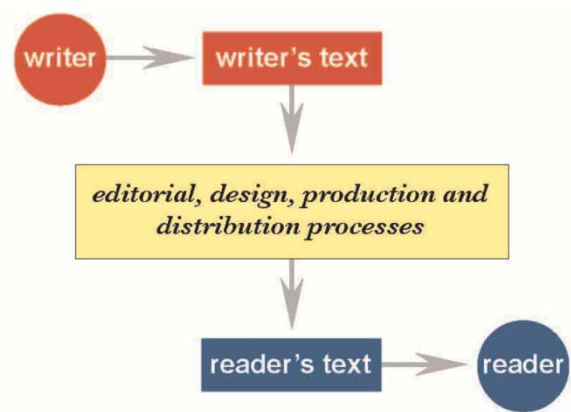 writer
writer's text
editorial, design, production and
distribution processes
reader's text
reader